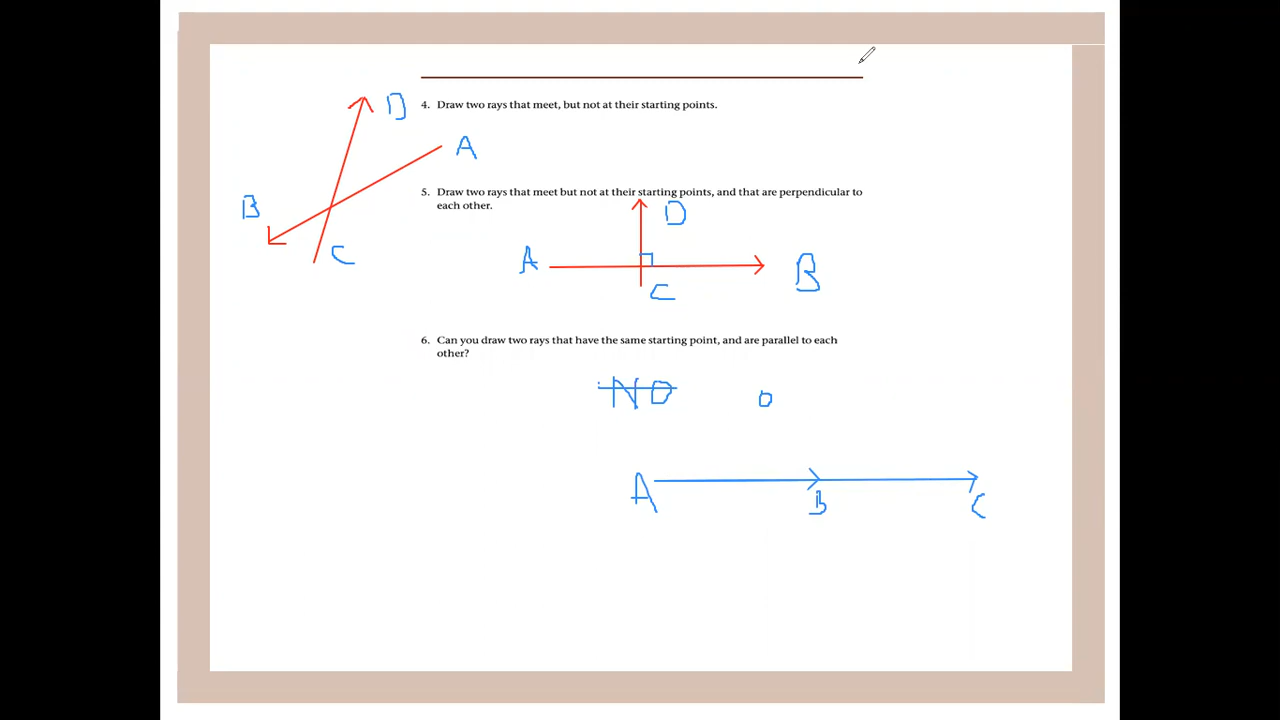 D
4. Draw two rays that meet, but not at their starting points.
A
5. Draw two rays that meet but not at their starting points, and that are perpendicular to
each other.
B
D
C
A
B
C
6. Can you draw two rays that have the same starting point, and are parallel to each
other?
NO
0
A
B
C